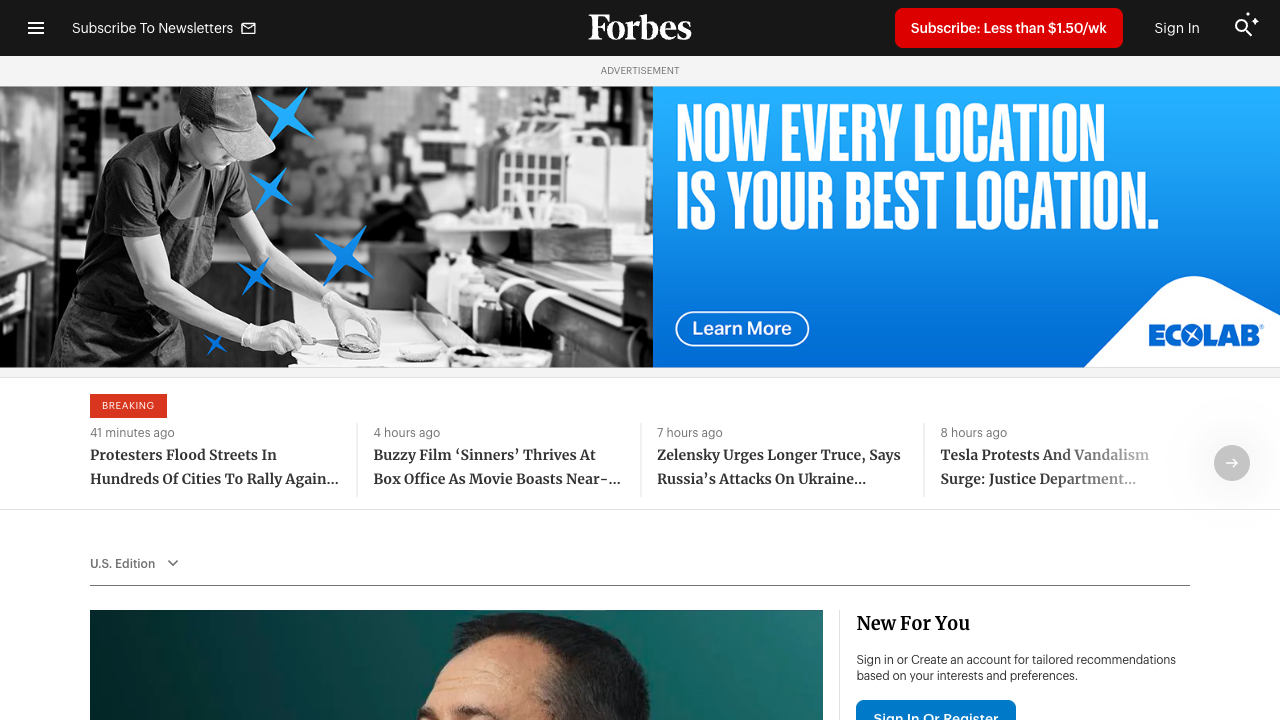 Subscribe To Newsletters
Forbes
Subscribe: Less than $1.50/wk
Sign In
ADVERTISEMENT
NOW EVERY LOCATION
IS YOUR BEST LOCATION.
Learn More
ECOLAB®
BREAKING
41 minutes ago
Protesters Flood Streets In
Hundreds Of Cities To Rally Again...
4 hours ago
Buzzy Film ‘Sinners’ Thrives At
Box Office As Movie Boasts Near-...
7 hours ago
Zelensky Urges Longer Truce, Says
Russia’s Attacks On Ukraine...
8 hours ago
Tesla Protests And Vandalism
Surge: Justice Department...
U.S. Edition
New For You
Sign in or Create an account for tailored recommendations
based on your interests and preferences.
Sign In Or Register